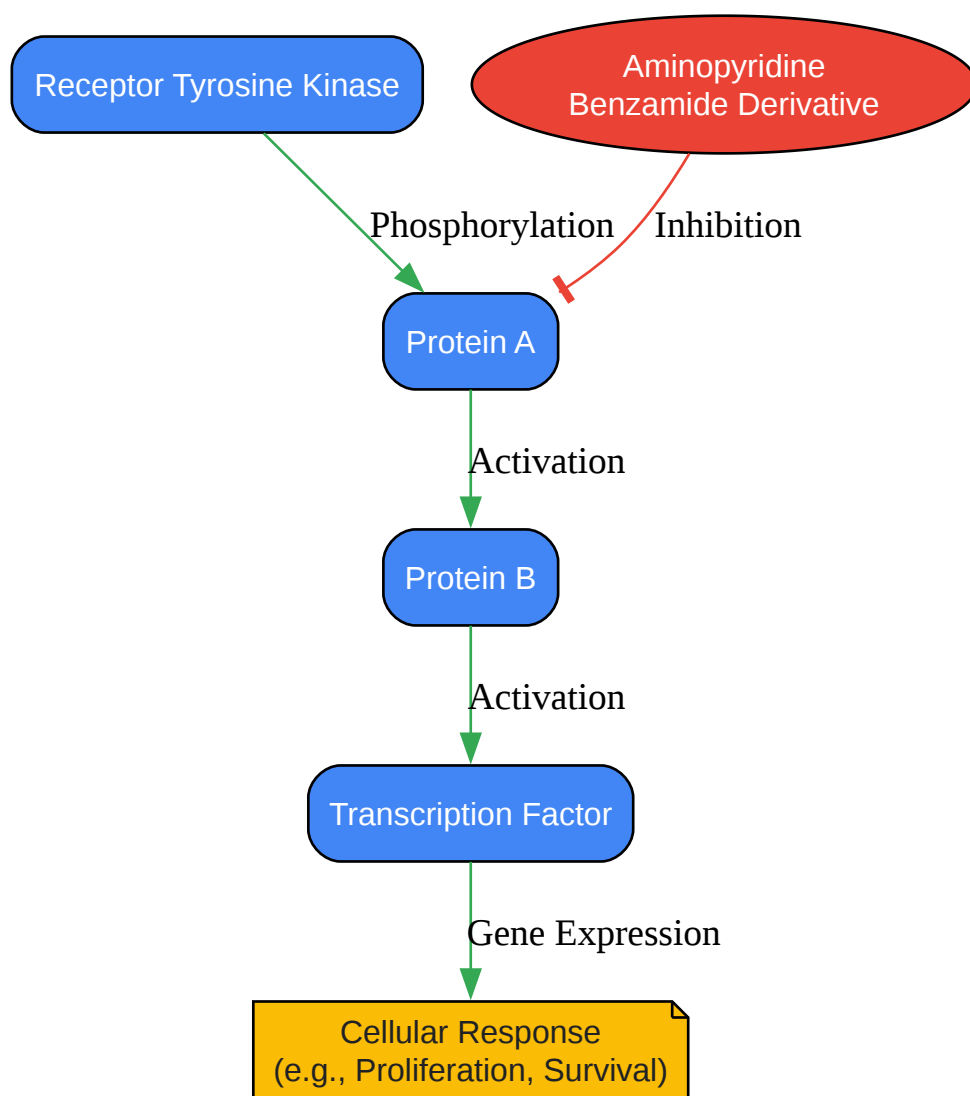 Receptor Tyrosine Kinase
Aminopyridine
Benzamide Derivative
Phosphorylation
Inhibition
Protein A
Activation
Protein B
Activation
Transcription Factor
Gene Expression
Cellular Response
(e.g., Proliferation, Survival)